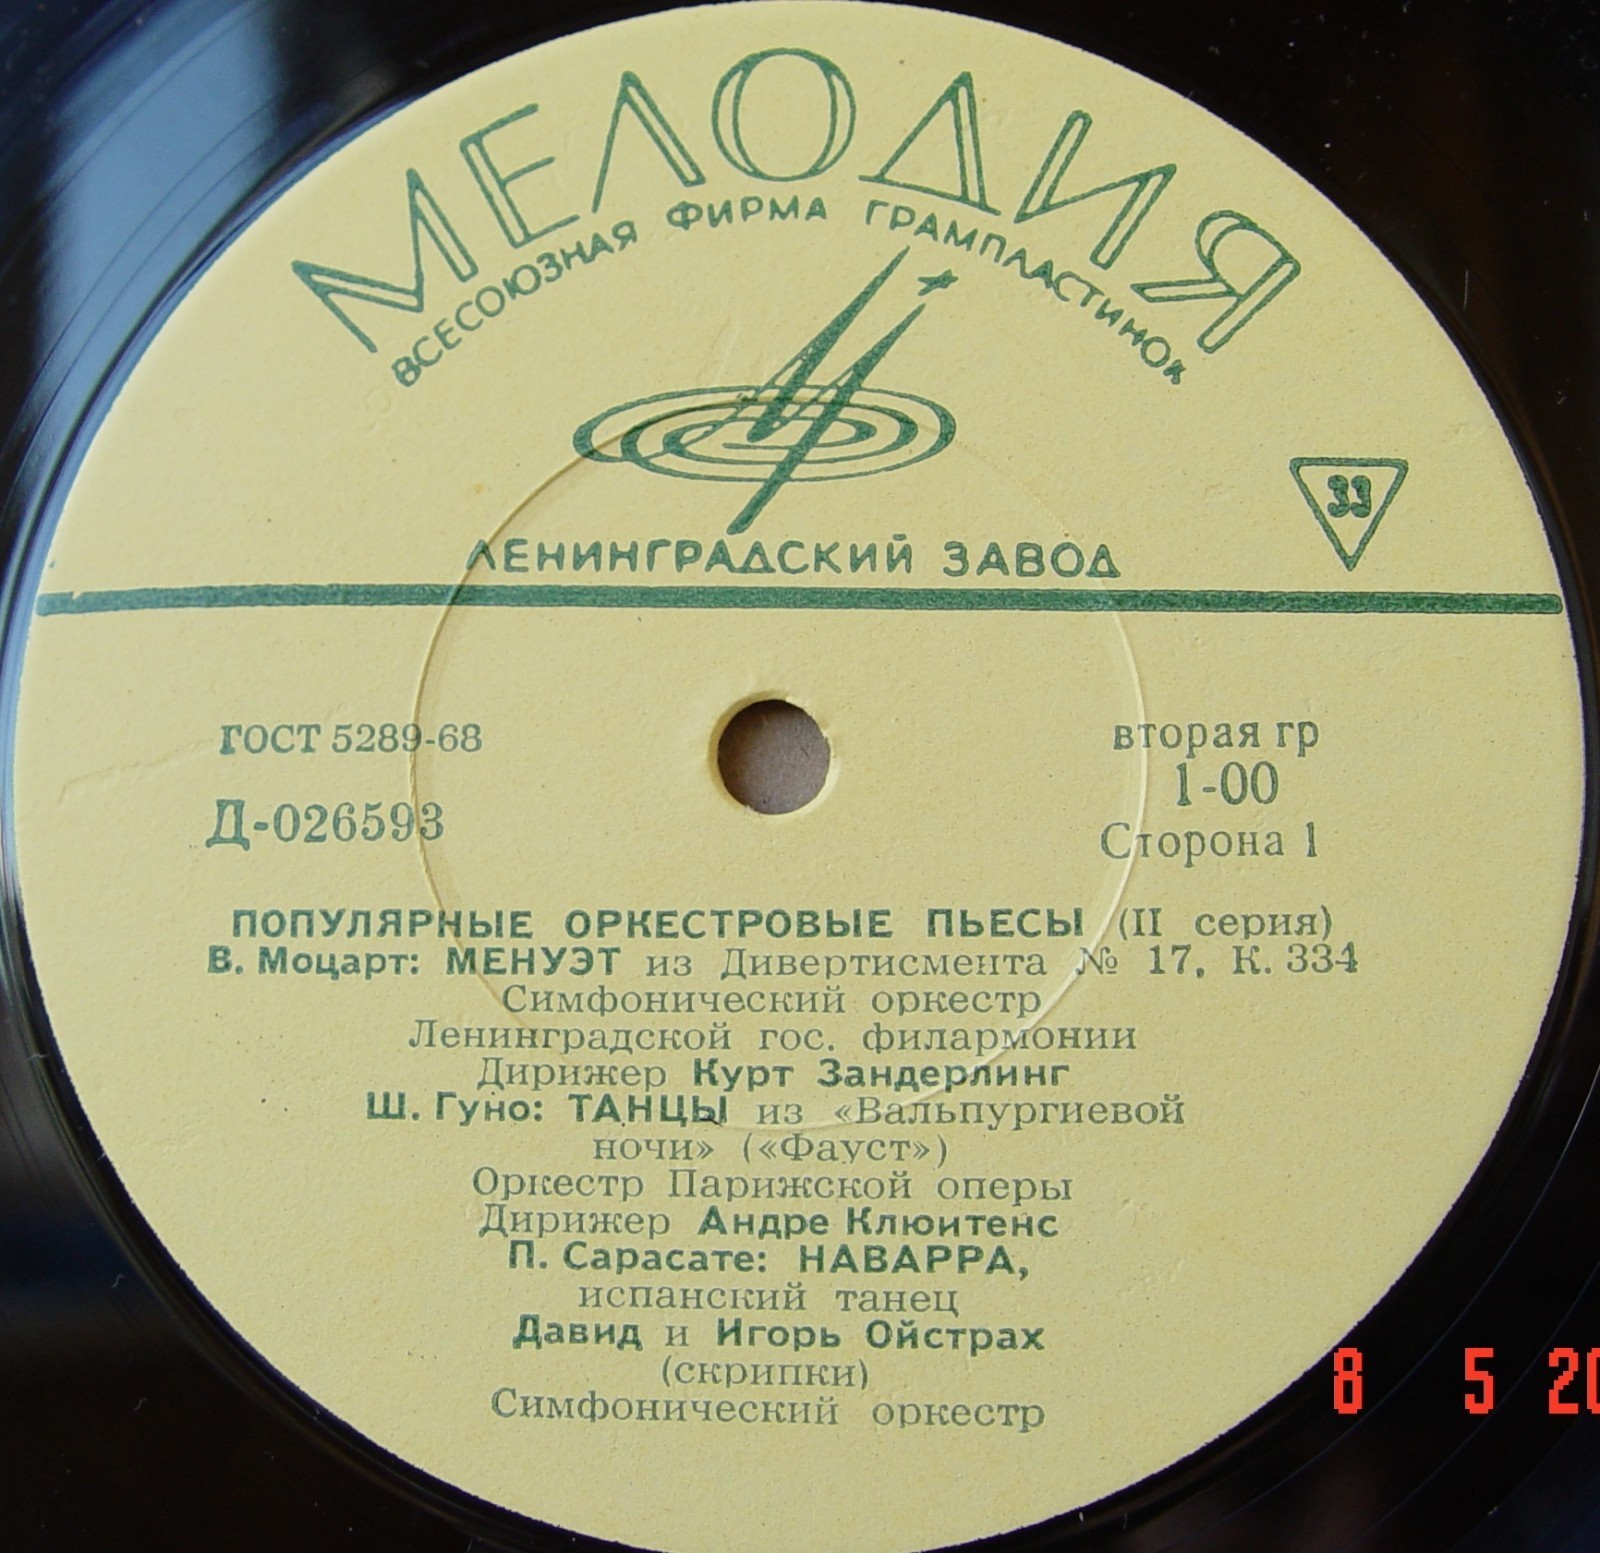 МЕЛОДИЯ
ВСЕСОЮЗНАЯ ФИРМА ГРАМПЛАСТИНОК
33
ЛЕНИНГРАДСКИЙ ЗАВОД
ГОСТ 5289-68
вторая гр
1-00
Д-026593
Сторона 1
ПОПУЛЯРНЫЕ ОРКЕСТРОВЫЕ ПЬЕСЫ (II серия)
В. Моцарт: МЕНУЭТ из Дивертисмента № 17, К. 334
Симфонический оркестр
Ленинградской гос. филармонии
Дирижер Курт Зандерлинг
Ш. Гуно: ТАНЦЫ из «Вальпургиевой
ночи» («Фауст»)
Оркестр Парижской оперы
Дирижер Андре Клюитенс
П. Сарасате: НАВАРРА,
испанский танец
Давид и Игорь Ойстрах
(скрипки)
Симфонический оркестр
8 5 20